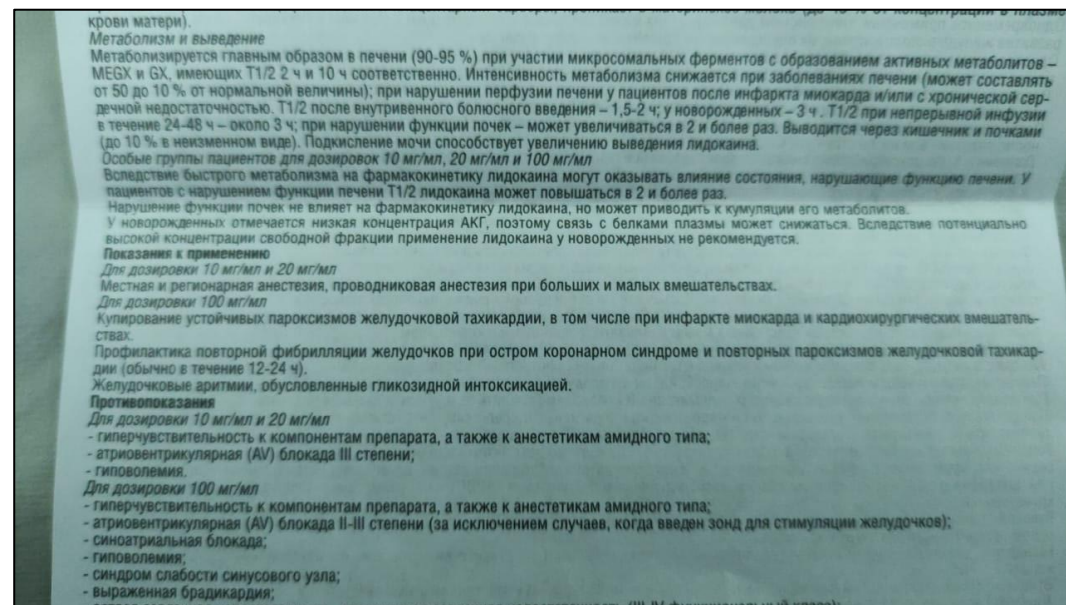 крови матери).
Метаболизм и выведение
Метаболизируется главным образом в печени (90-95 %) при участии микросомальных ферментов с образованием активных метаболитов –
MEGX и GX, имеющих T1/2 2 ч и 10 ч соответственно. Интенсивность метаболизма снижается при заболеваниях печени (может составлять
от 50 до 10 % от нормальной величины); при нарушении перфузии печени у пациентов после инфаркта миокарда и/или с хронической сер-
дечной недостаточностью. T1/2 после внутривенного болюсного введения – 1,5-2 ч; у новорожденных – 3 ч . T1/2 при непрерывной инфузии
в течение 24-48 ч – около 3 ч; при нарушении функции почек – может увеличиваться в 2 и более раз. Выводится через кишечник и почками
(до 10 % в неизменном виде). Подкисление мочи способствует увеличению выведения лидокаина.
Особые группы пациентов для дозировок 10 мг/мл, 20 мг/мл и 100 мг/мл
Вследствие быстрого метаболизма на фармакокинетику лидокаина могут оказывать влияние состояния, нарушающие функцию печени. У
пациентов с нарушением функции печени T1/2 лидокаина может повышаться в 2 и более раз.
Нарушение функции почек не влияет на фармакокинетику лидокаина, но может приводить к кумуляции его метаболитов.
У новорожденных отмечается низкая концентрация АКГ, поэтому связь с белками плазмы может снижаться. Вследствие потенциально
высокой концентрации свободной фракции применение лидокаина у новорожденных не рекомендуется.
Показания к применению
Для дозировки 10 мг/мл и 20 мг/мл
Местная и регионарная анестезия, проводниковая анестезия при больших и малых вмешательствах.
Для дозировки 100 мг/мл
Купирование устойчивых пароксизмов желудочковой тахикардии, в том числе при инфаркте миокарда и кардиохирургических вмешатель-
ствах.
Профилактика повторной фибрилляции желудочков при остром коронарном синдроме и повторных пароксизмов желудочковой тахикар-
дии (обычно в течение 12-24 ч).
Желудочковые аритмии, обусловленные гликозидной интоксикацией.
Противопоказания
Для дозировки 10 мг/мл и 20 мг/мл
- гиперчувствительность к компонентам препарата, а также к анестетикам амидного типа;
- атриовентрикулярная (AV) блокада III степени;
- гиповолемия.
Для дозировки 100 мг/мл
- гиперчувствительность к компонентам препарата, а также к анестетикам амидного типа;
- атриовентрикулярная (AV) блокада II-III степени (за исключением случаев, когда введен зонд для стимуляции желудочков);
- синоатриальная блокада;
- гиповолемия;
- синдром слабости синусового узла;
- выраженная брадикардия;